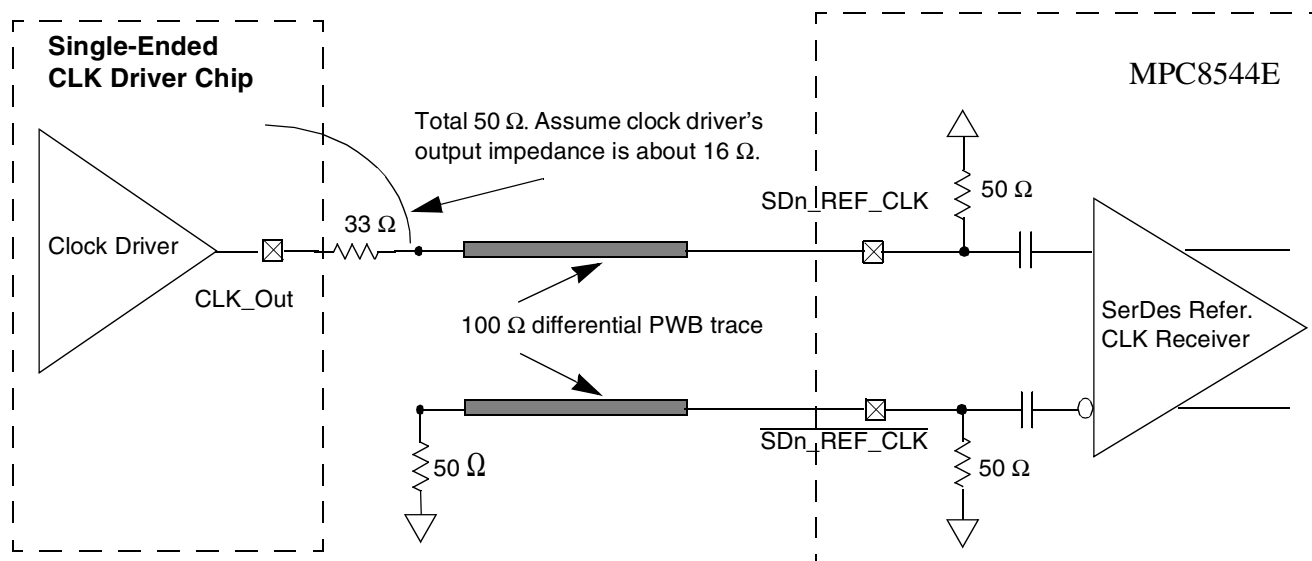 Single-Ended
CLK Driver Chip
MPC8544E
Total 50 Ω. Assume clock driver's
output impedance is about 16 Ω.
SDn_REF_CLK
50 Ω
33 Ω
Clock Driver
CLK_Out
100 Ω differential PWB trace
SerDes Refer.
CLK Receiver
SDn_REF_CLK
50 Ω
50 Ω